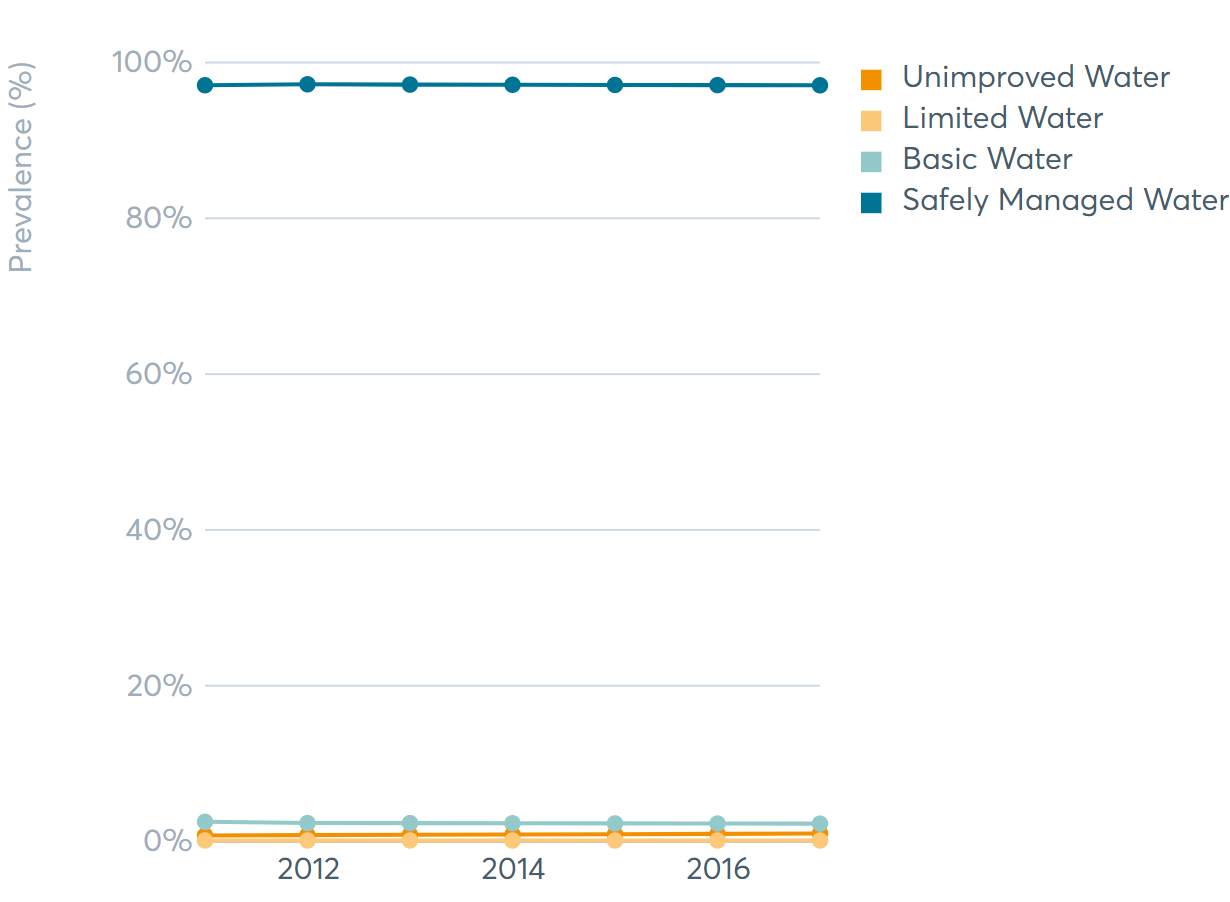 Prevalence (%)
100%
80%
60%
40%
20%
0%
2012
2014
2016
Unimproved Water
Limited Water
Basic Water
Safely Managed Water